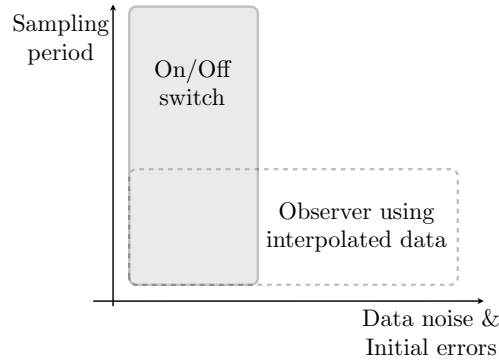 Sampling
period
On/Off
switch
Observer using
interpolated data
Data noise &
Initial errors